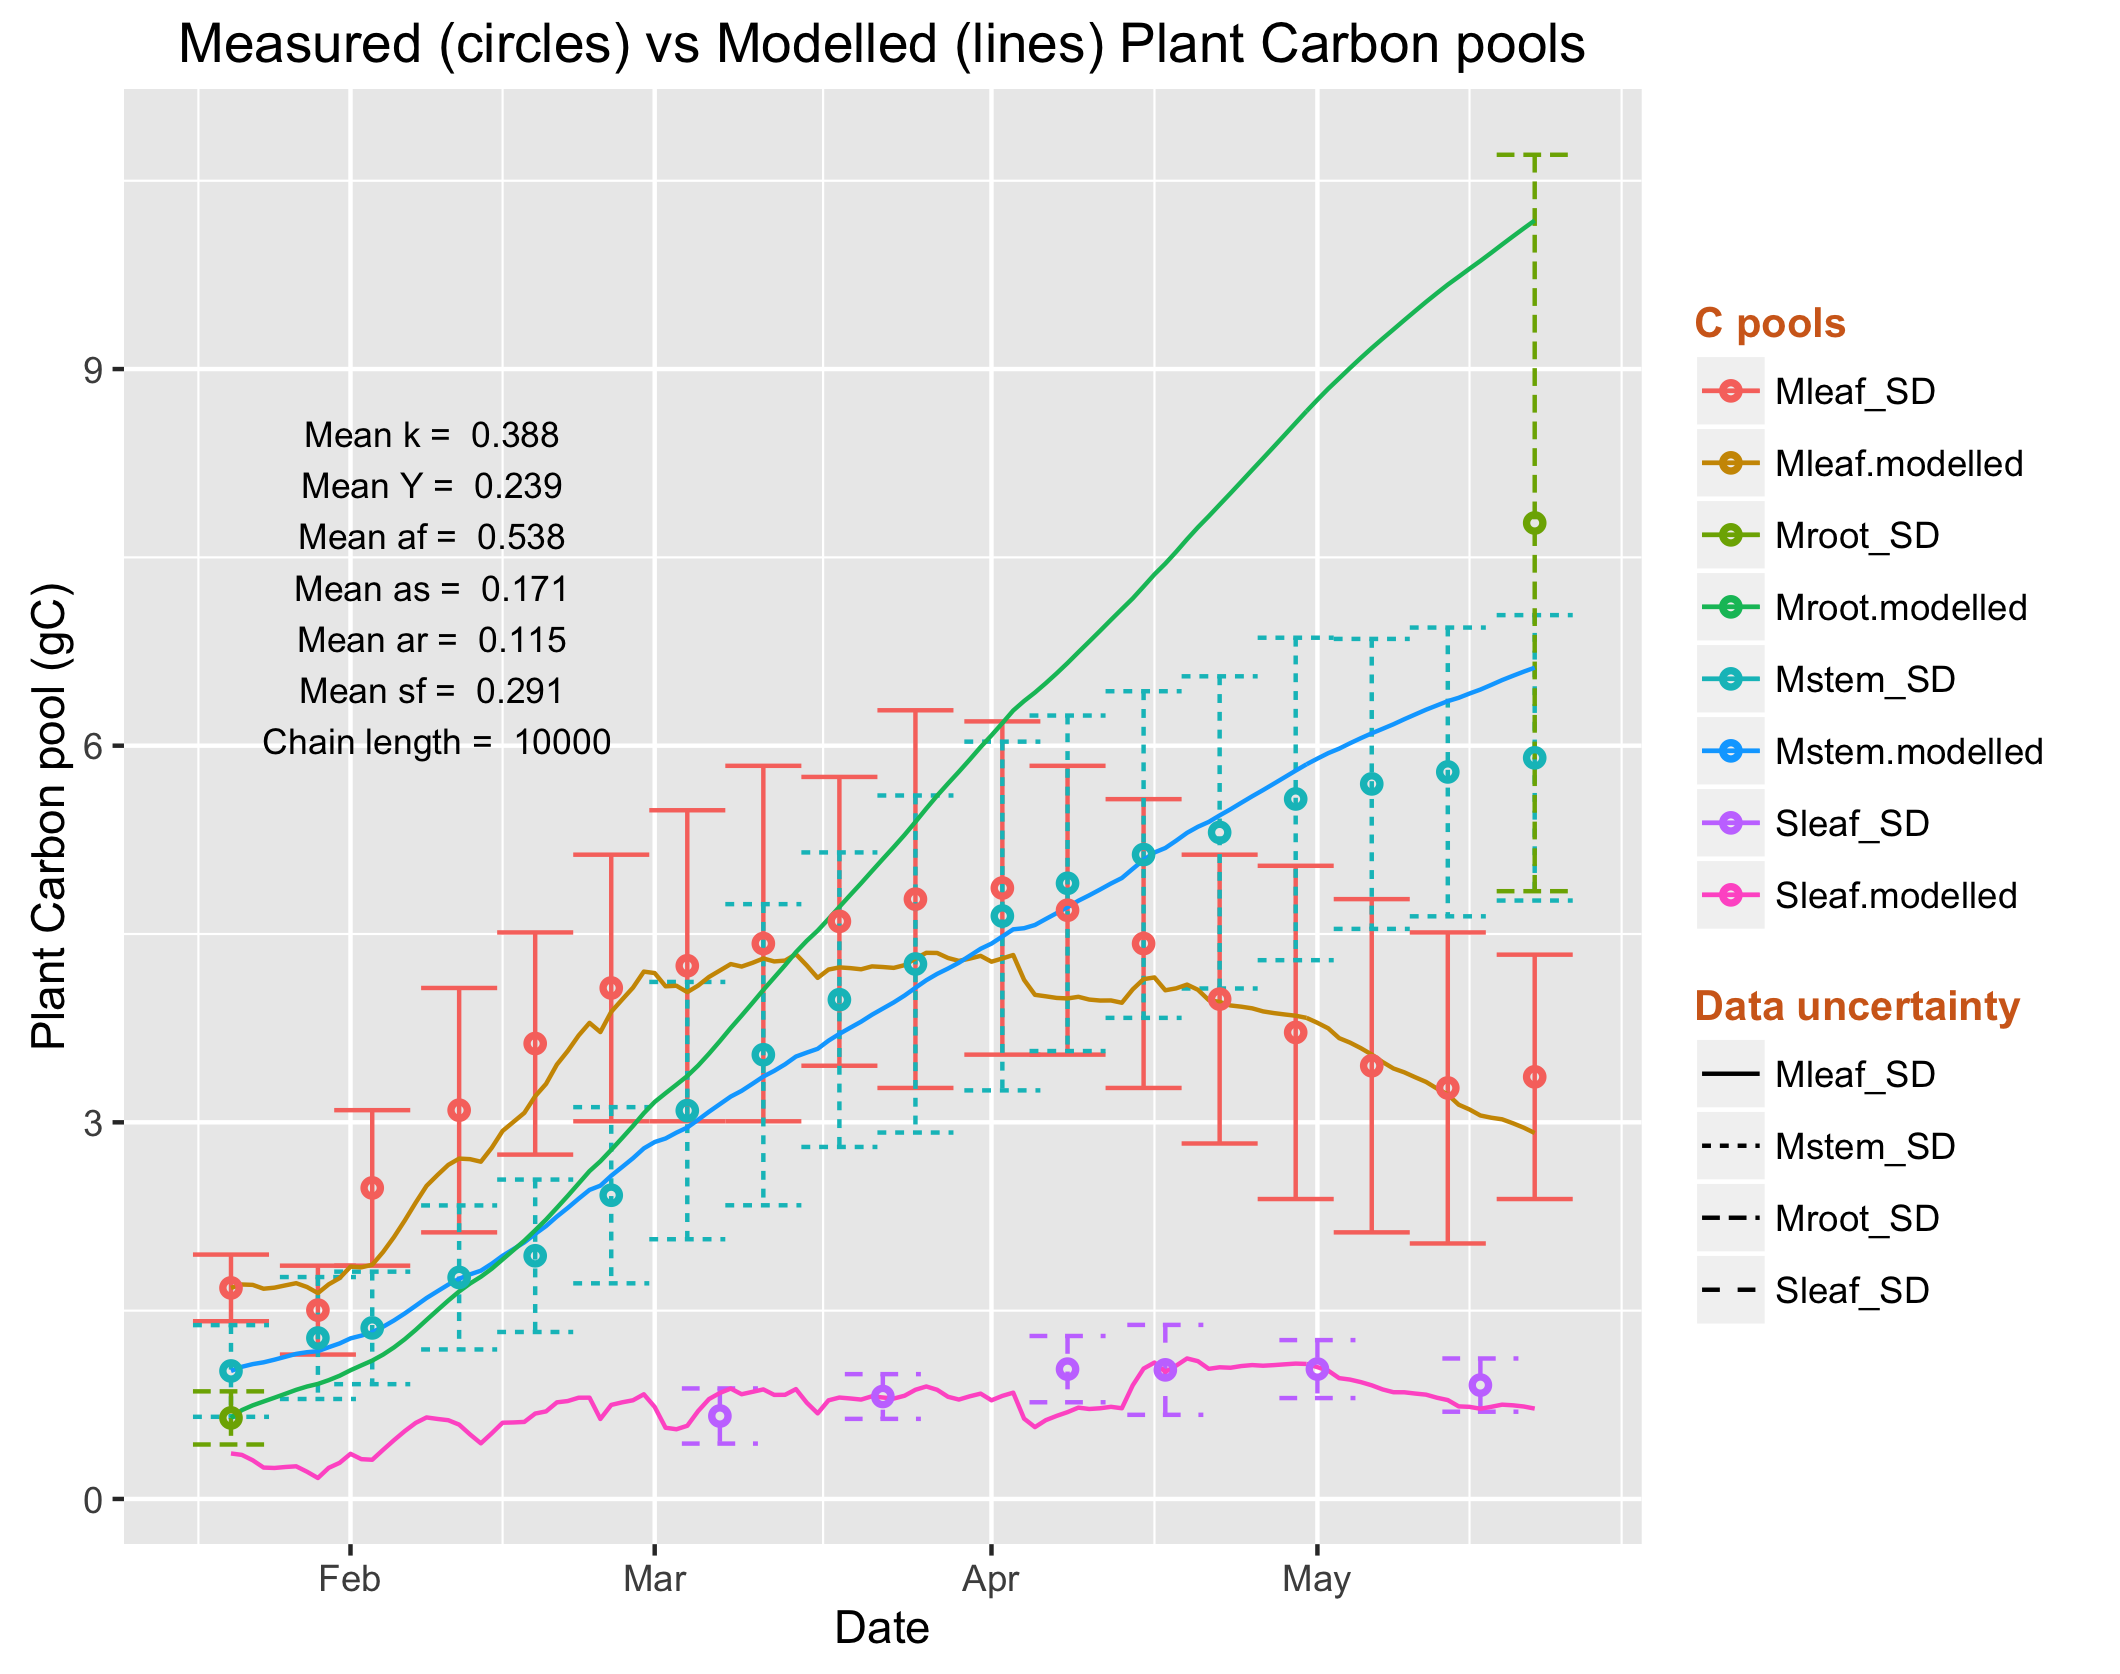 Measured (circles) vs Modelled (lines) Plant Carbon pools
Plant Carbon pool (gC)
9
6
3
0
Mean k = 0.388
Mean Y = 0.239
Mean af = 0.538
Mean as = 0.171
Mean ar = 0.115
Mean sf = 0.291
Chain length = 10000
Feb
Mar
Apr
May
Date
C pools
Mleaf_SD
Mleaf.modelled
Mroot_SD
Mroot.modelled
Mstem_SD
Mstem.modelled
Sleaf_SD
Sleaf.modelled
Data uncertainty
Mleaf_SD
Mstem_SD
Mroot_SD
Sleaf_SD